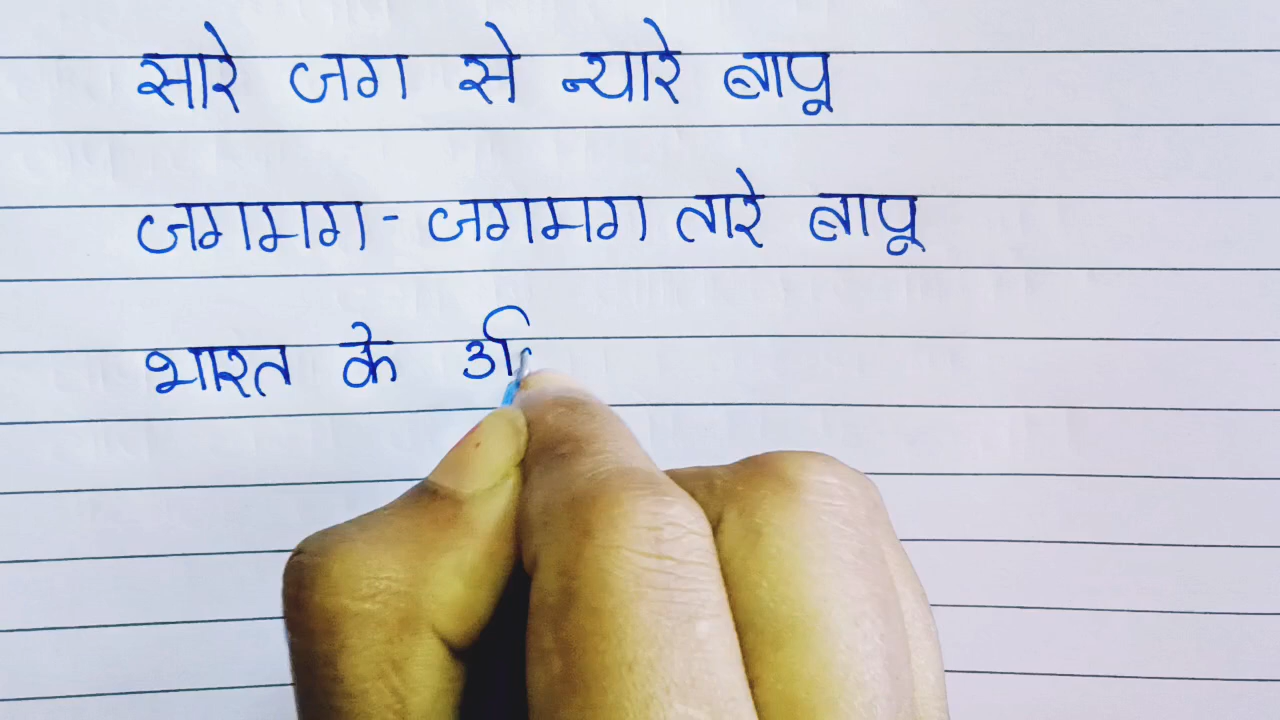 सारे जग से न्यारे बापू
जगमग-जगमग तारे बापू
भारत के